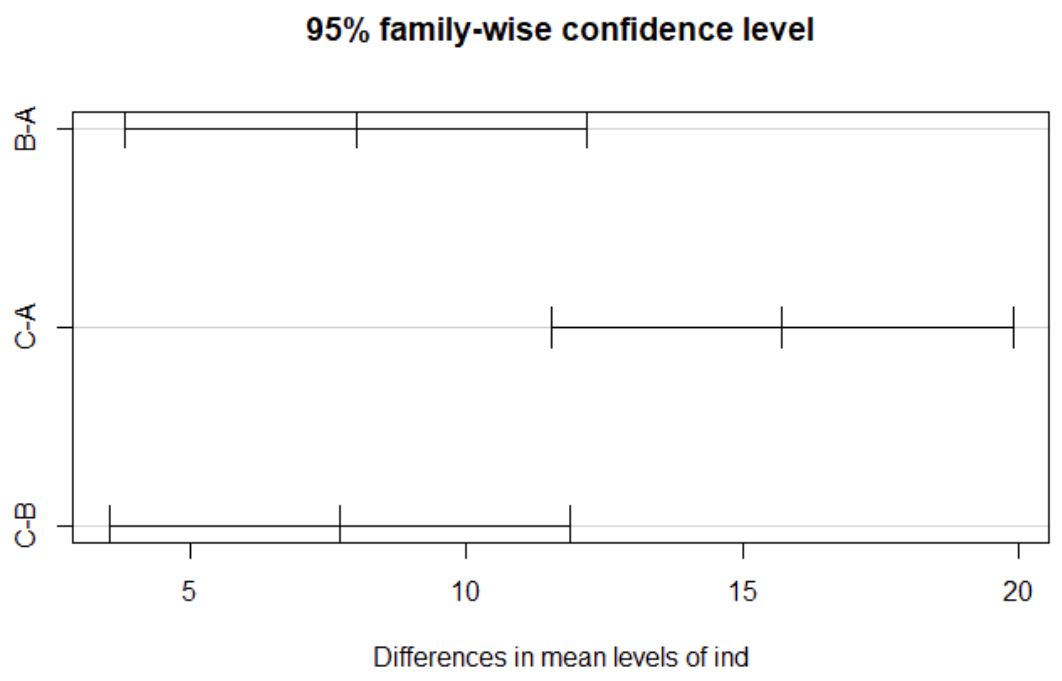 95% family-wise confidence level
B-A
C-A
C-B
5 10 15 20
Differences in mean levels of ind